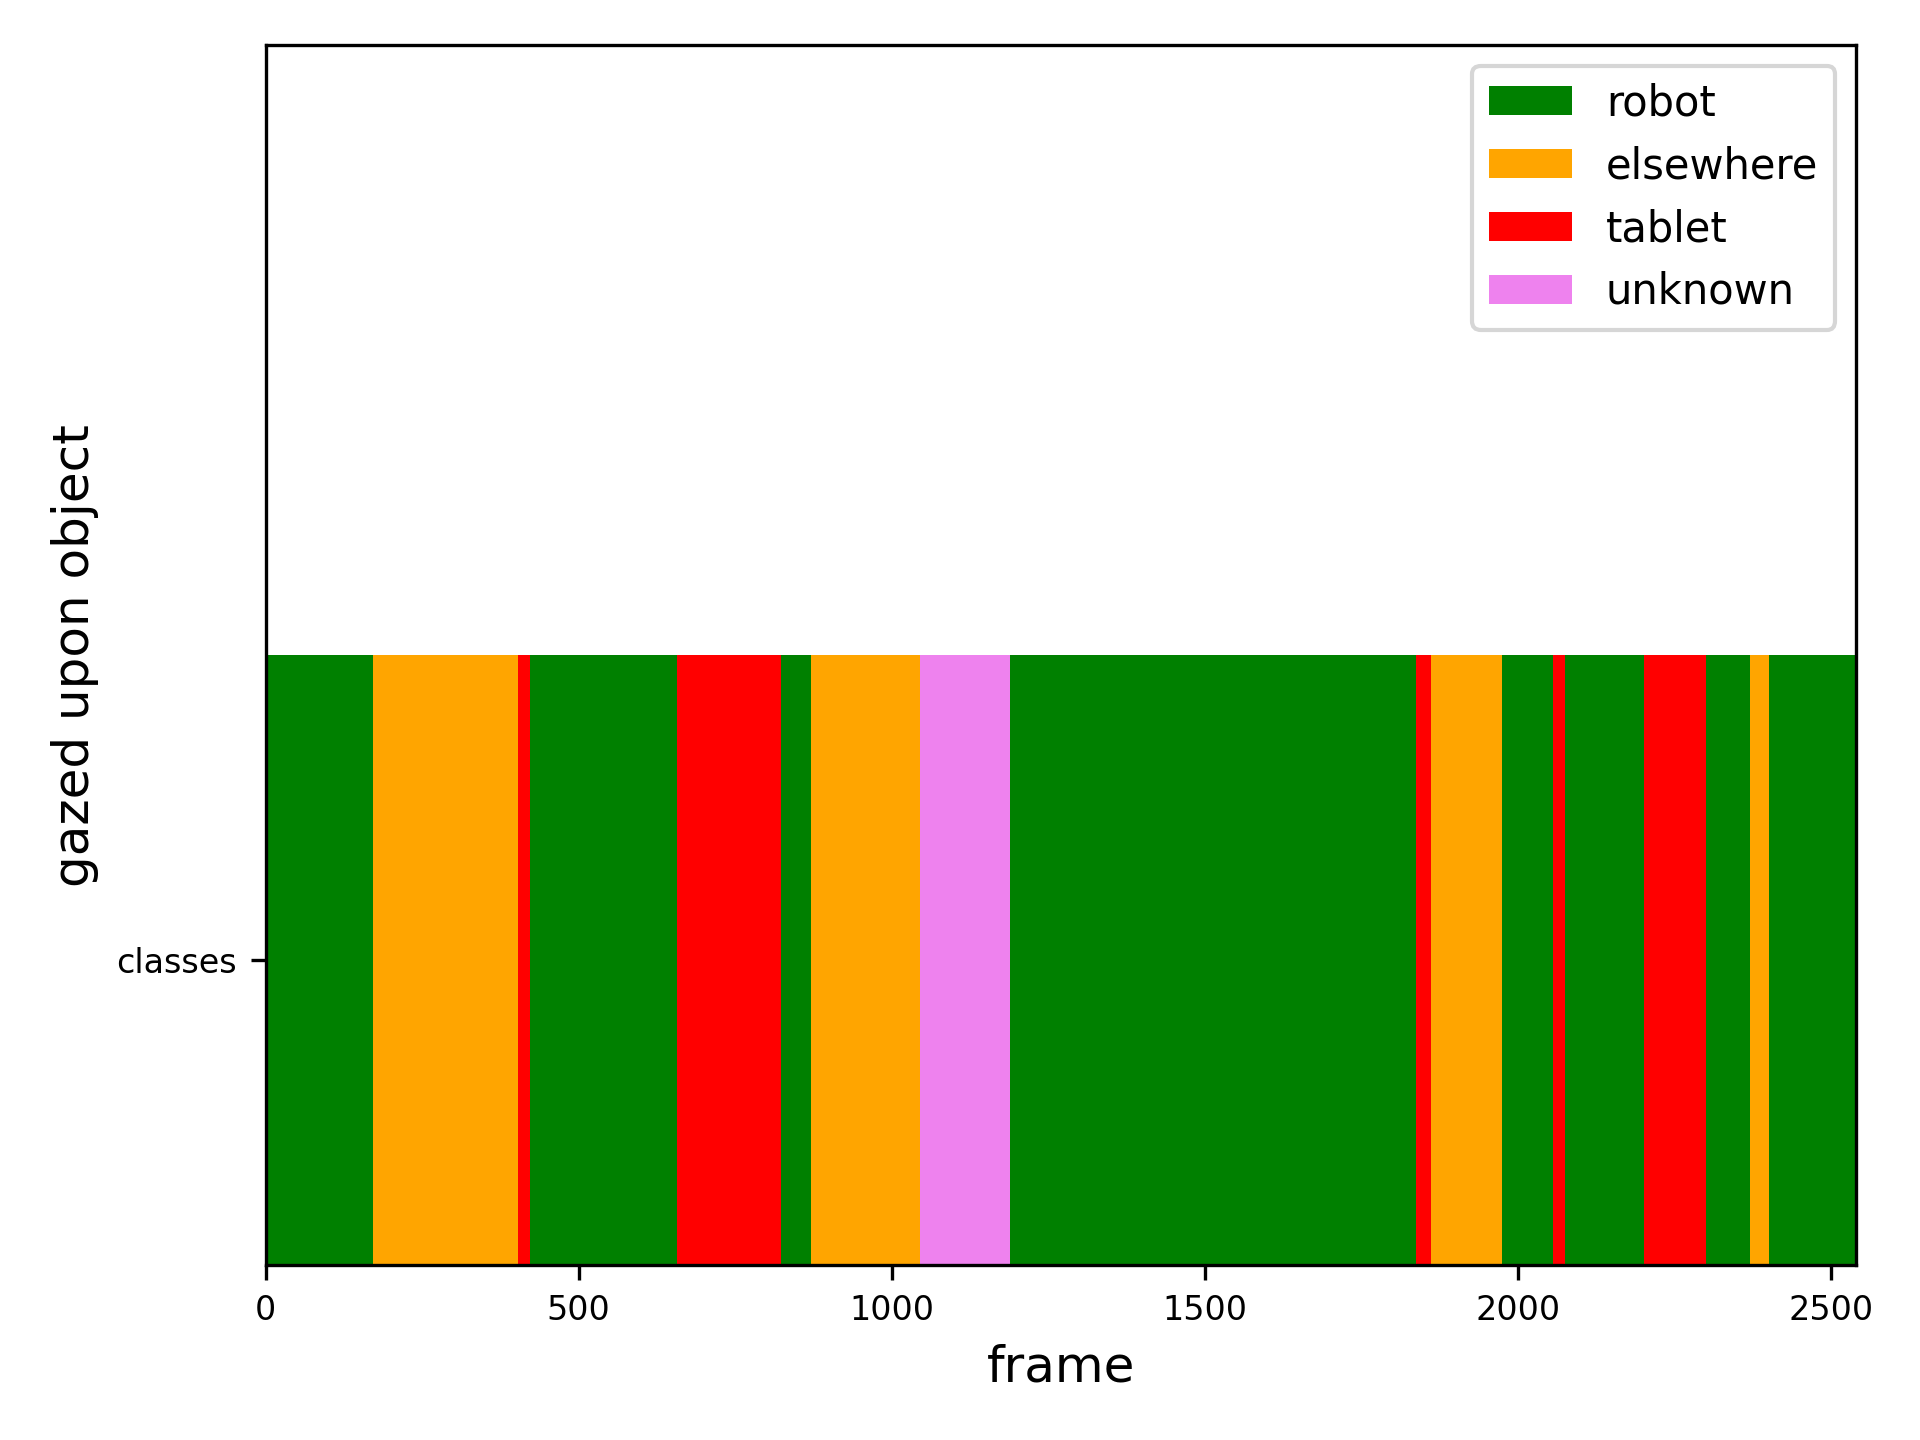 robot
elsewhere
tablet
unknown
gazed upon object
classes
0 500 1000 1500 2000 2500
frame